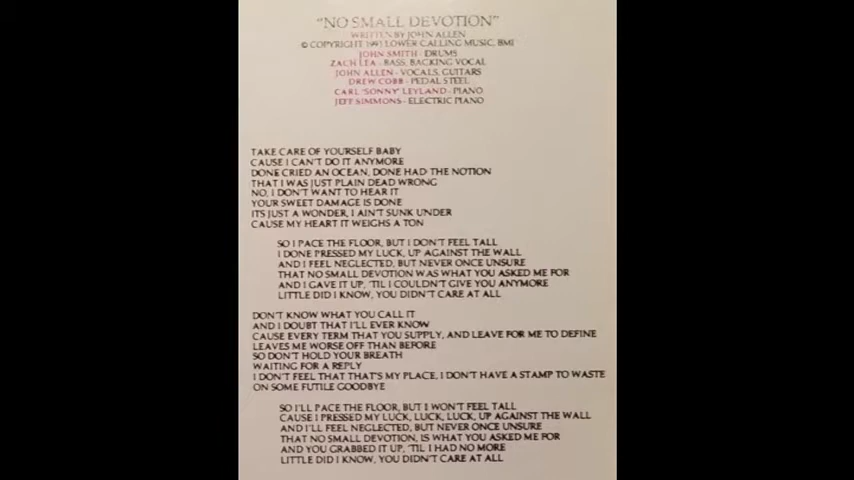 "NO SMALL DEVOTION"
WRITTEN BY JOHN ALLEN
© COPYRIGHT 1993 LOWER CALLING MUSIC, BMI
JOHN SMITH - DRUMS
ZACH LEA - BASS, BACKING VOCAL
JOHN ALLEN - VOCALS, GUITARS
DREW COBB - PEDAL STEEL
CARL 'SONNY' LEYLAND - PIANO
JEFF SIMMONS - ELECTRIC PIANO
TAKE CARE OF YOURSELF BABY
CAUSE I CAN'T DO IT ANYMORE
DONE CRIED AN OCEAN, DONE HAD THE NOTION
THAT I WAS JUST PLAIN DEAD WRONG
NO, I DON'T WANT TO HEAR IT
YOUR SWEET DAMAGE IS DONE
ITS JUST A WONDER, I AIN'T SUNK UNDER
CAUSE MY HEART IT WEIGHS A TON
SO I PACE THE FLOOR, BUT I DON'T FEEL TALL
I DONE PRESSED MY LUCK, UP AGAINST THE WALL
AND I FEEL NEGLECTED, BUT NEVER ONCE UNSURE
THAT NO SMALL DEVOTION WAS WHAT YOU ASKED ME FOR
AND I GAVE IT UP, 'TIL I COULDN'T GIVE YOU ANYMORE
LITTLE DID I KNOW, YOU DIDN'T CARE AT ALL
DON'T KNOW WHAT YOU CALL IT
AND I DOUBT THAT I'LL EVER KNOW
CAUSE EVERY TERM THAT YOU SUPPLY, AND LEAVE FOR ME TO DEFINE
LEAVES ME WORSE OFF THAN BEFORE
SO DON'T HOLD YOUR BREATH
WAITING FOR A REPLY
I DON'T FEEL THAT THAT'S MY PLACE, I DON'T HAVE A STAMP TO WASTE
ON SOME FUTILE GOODBYE
SO I'LL PACE THE FLOOR, BUT I WON'T FEEL TALL
CAUSE I PRESSED MY LUCK, LUCK, LUCK, UP AGAINST THE WALL
AND I'LL FEEL NEGLECTED, BUT NEVER ONCE UNSURE
THAT NO SMALL DEVOTION, IS WHAT YOU ASKED ME FOR
AND YOU GRABBED IT UP, 'TIL I HAD NO MORE
LITTLE DID I KNOW, YOU DIDN'T CARE AT ALL